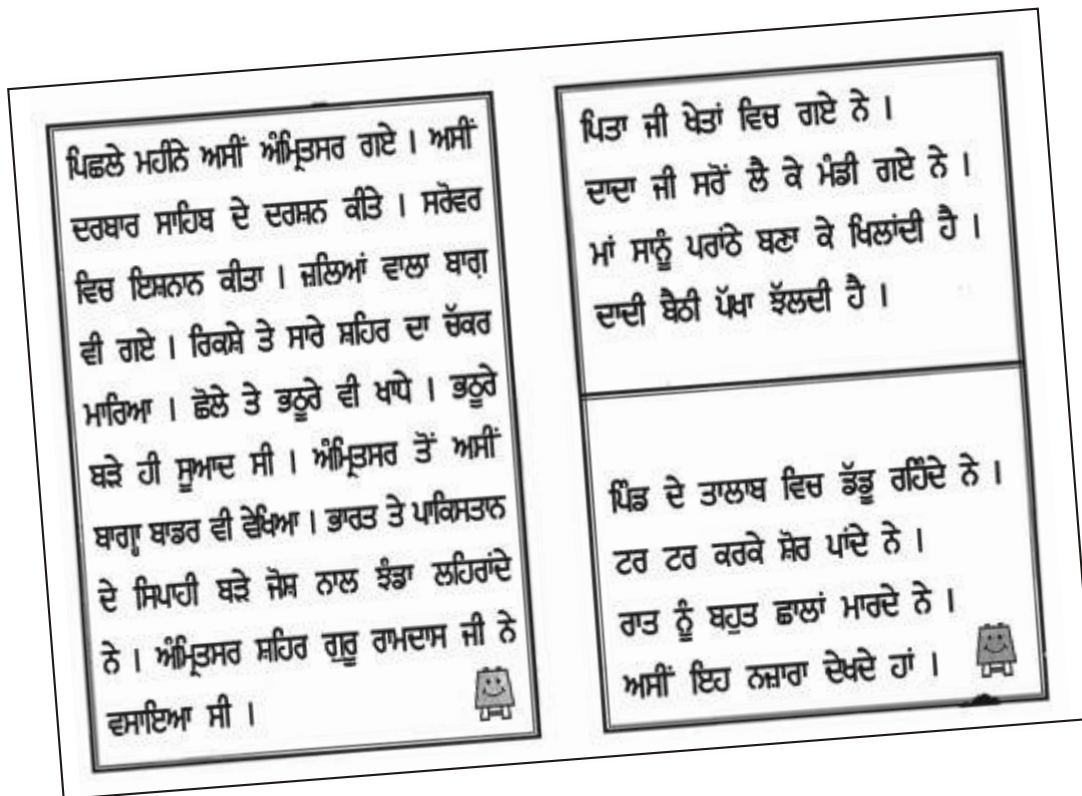 ਪਿਛਲੇ ਮਹੀਨੇ ਅਸੀਂ ਅੰਮ੍ਰਿਤਸਰ ਗਏ । ਅਸੀਂ
ਦਰਬਾਰ ਸਾਹਿਬ ਦੇ ਦਰਸ਼ਨ ਕੀਤੇ । ਸਰੋਵਰ
ਵਿਚ ਇਸ਼ਨਾਨ ਕੀਤਾ । ਜ਼ਲਿਆਂ ਵਾਲਾ ਬਾਗ਼
ਵੀ ਗਏ । ਰਿਕਸ਼ੇ ਤੇ ਸਾਰੇ ਸ਼ਹਿਰ ਦਾ ਚੱਕਰ
ਮਾਰਿਆ । ਛੋਲੇ ਤੇ ਭਠੂਰੇ ਵੀ ਖਾਧੇ । ਭਠੂਰੇ
ਬੜੇ ਹੀ ਸੂਆਦ ਸੀ । ਅੰਮ੍ਰਿਤਸਰ ਤੋਂ ਅਸੀਂ
ਬਾਗ੍ਹਾ ਬਾਡਰ ਵੀ ਵੇਖਿਆ । ਭਾਰਤ ਤੇ ਪਾਕਿਸਤਾਨ
ਦੇ ਸਿਪਾਹੀ ਬੜੇ ਜੋਸ਼ ਨਾਲ ਝੰਡਾ ਲਹਿਰਾਂਦੇ
ਨੇ । ਅੰਮ੍ਰਿਤਸਰ ਸ਼ਹਿਰ ਗੁਰੂ ਰਾਮਦਾਸ ਜੀ ਨੇ
ਵਸਾਇਆ ਸੀ ।
ਪਿਤਾ ਜੀ ਖੇਤਾਂ ਵਿਚ ਗਏ ਨੇ ।
ਦਾਦਾ ਜੀ ਸਰੋਂ ਲੈ ਕੇ ਮੰਡੀ ਗਏ ਨੇ ।
ਮਾਂ ਸਾਨੂੰ ਪਰਾਂਠੇ ਬਣਾ ਕੇ ਖਿਲਾਂਦੀ ਹੈ ।
ਦਾਦੀ ਬੈਠੀ ਪੱਖਾ ਝੱਲਦੀ ਹੈ ।
ਪਿੰਡ ਦੇ ਤਾਲਾਬ ਵਿਚ ਡੱਡੂ ਰਹਿੰਦੇ ਨੇ ।
ਟਰ ਟਰ ਕਰਕੇ ਸ਼ੋਰ ਪਾਂਦੇ ਨੇ ।
ਰਾਤ ਨੂੰ ਬਹੁਤ ਛਾਲਾਂ ਮਾਰਦੇ ਨੇ ।
ਅਸੀਂ ਇਹ ਨਜ਼ਾਰਾ ਦੇਖਦੇ ਹਾਂ ।